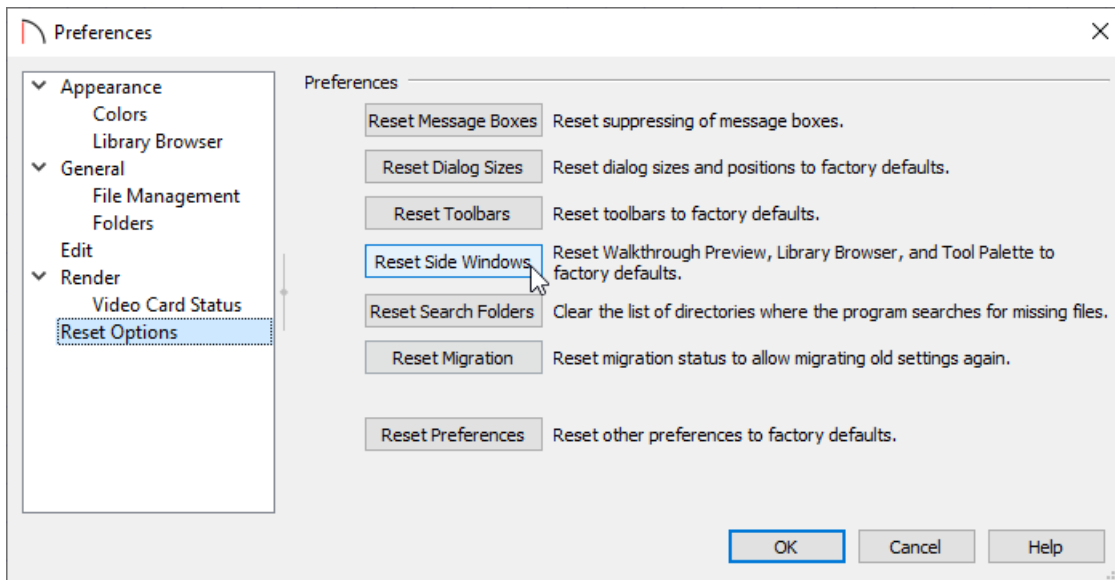 Preferences
Appearance
Colors
Library Browser
General
File Management
Folders
Edit
Render
Video Card Status
Reset Options
Preferences
Reset Message Boxes Reset suppressing of message boxes.
Reset Dialog Sizes Reset dialog sizes and positions to factory defaults.
Reset Toolbars Reset toolbars to factory defaults.
Reset Side Windows Reset Walkthrough Preview, Library Browser, and Tool Palette to
factory defaults.
Reset Search Folders Clear the list of directories where the program searches for missing files.
Reset Migration Reset migration status to allow migrating old settings again.
Reset Preferences Reset other preferences to factory defaults.
OK Cancel Help